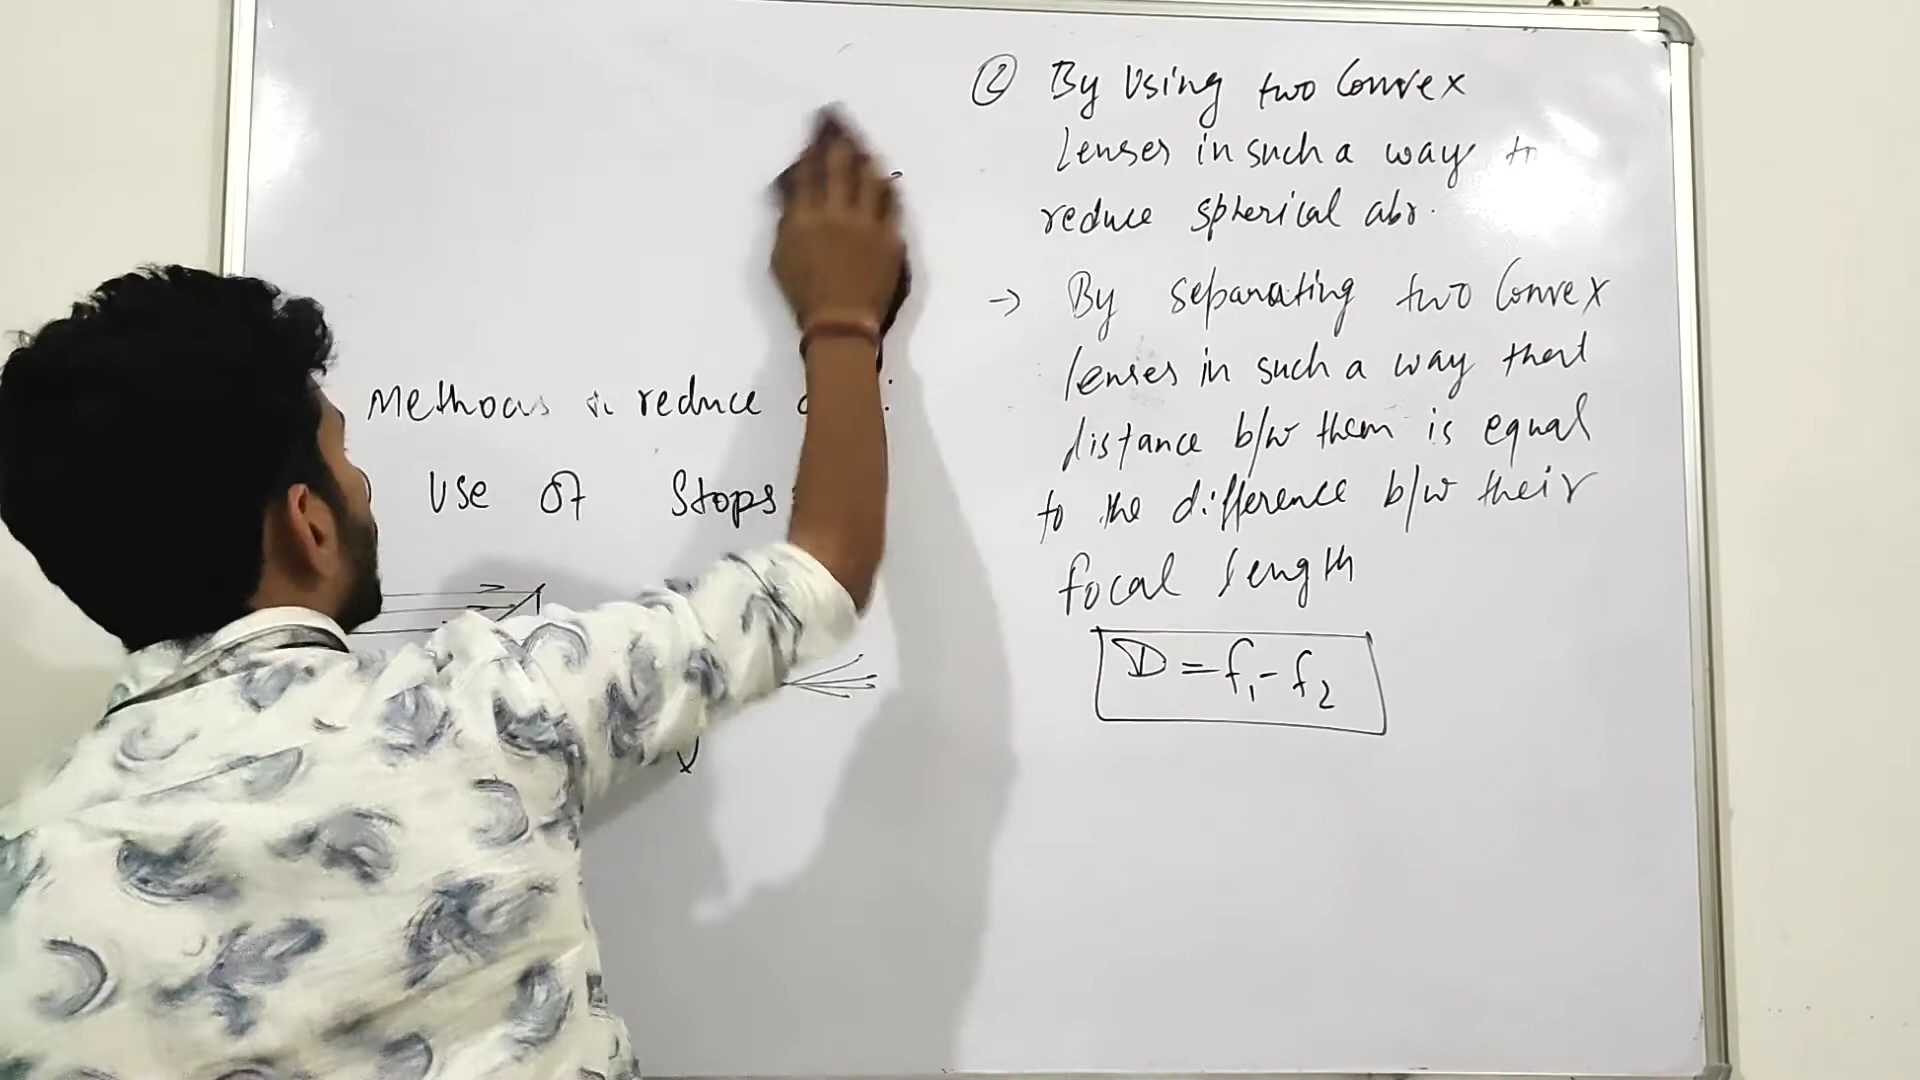 Methods to reduce
Use of Stops
② By Using two Convex
lenses in such a way to
reduce spherical abr.
→ By separating two Convex
lenses in such a way that
distance b/w them is equal
to the difference b/w their
focal length
D = f₁ - f₂